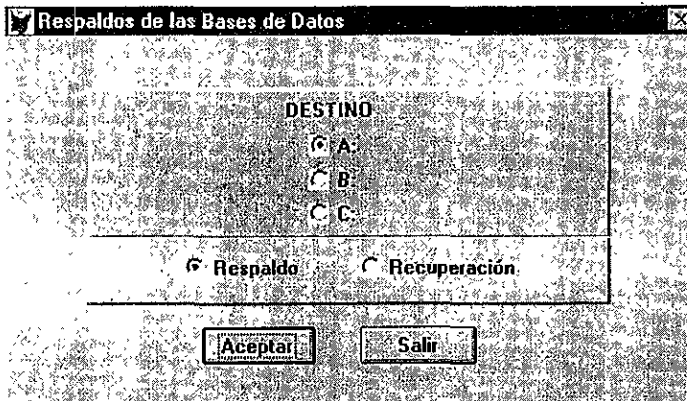 Respaldos de las Bases de Datos
DESTINO
A:
B:
C:
Respaldo Recuperación
Aceptar Salir